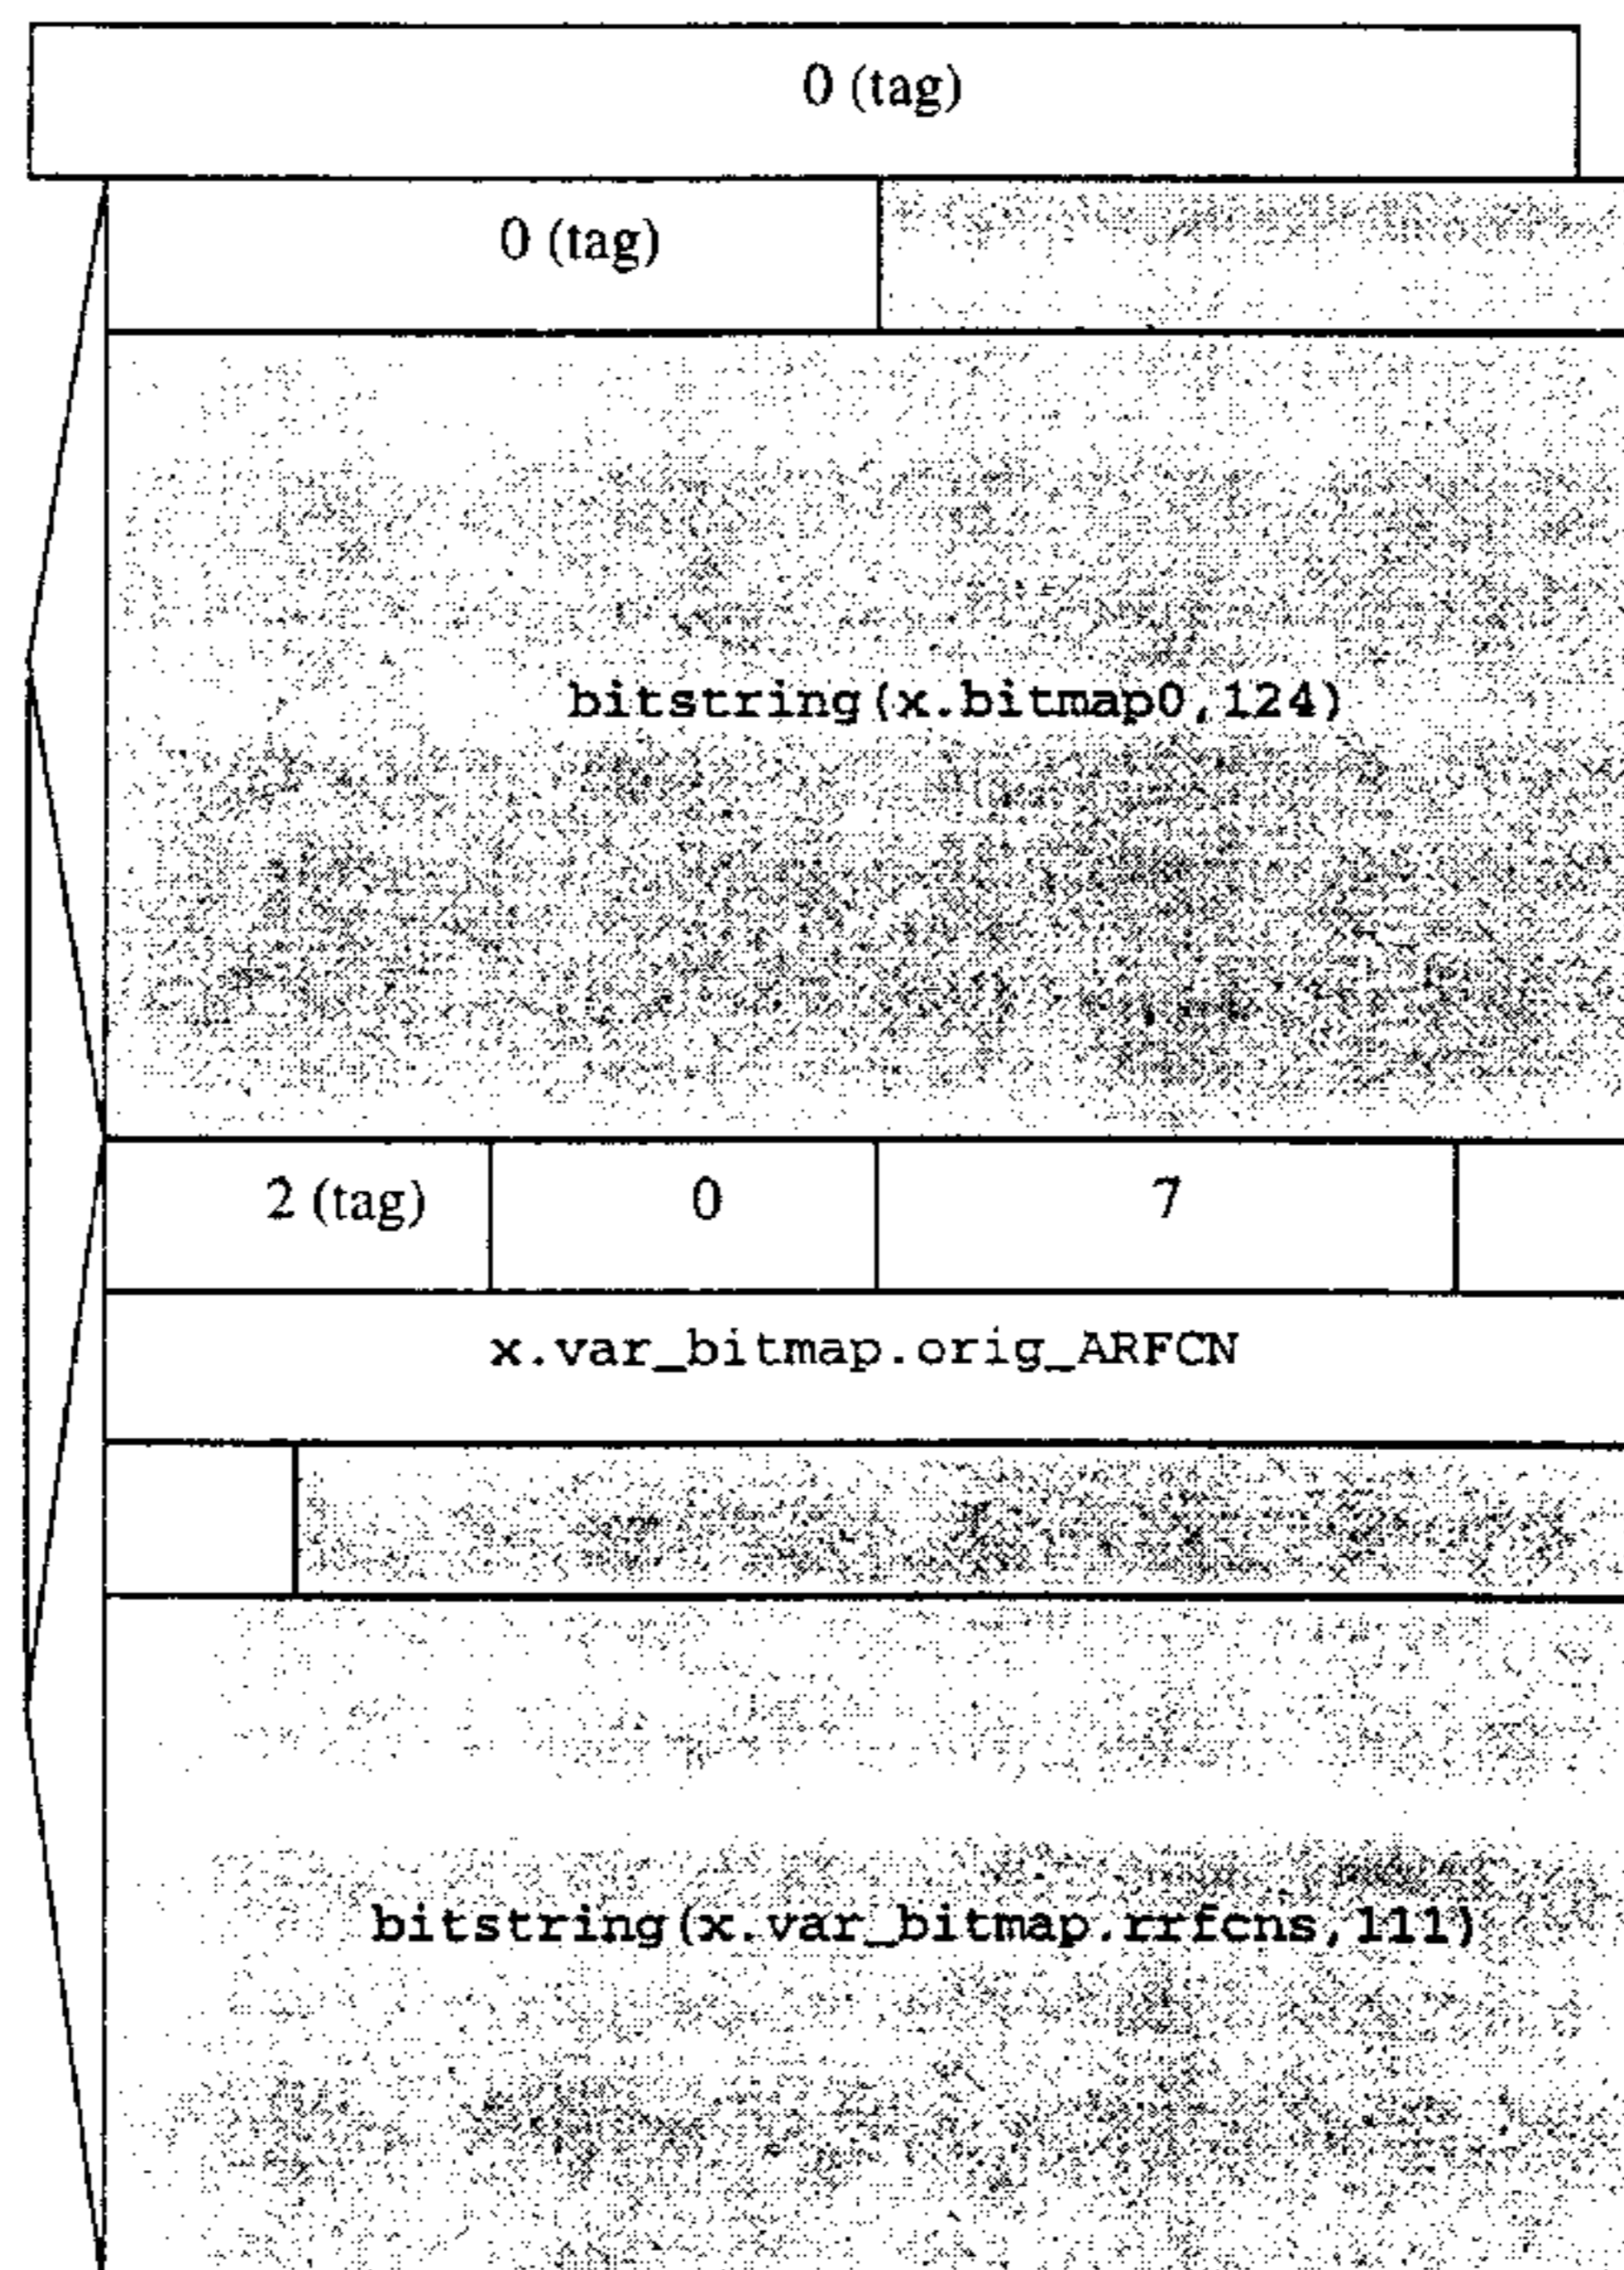 0 (tag)
0 (tag)
bitstring(x.bitmap0,124)
2 (tag) 0 7
x.var_bitmap.orig_ARFCN
bitstring(x.var_bitmap.rrfcns,111)